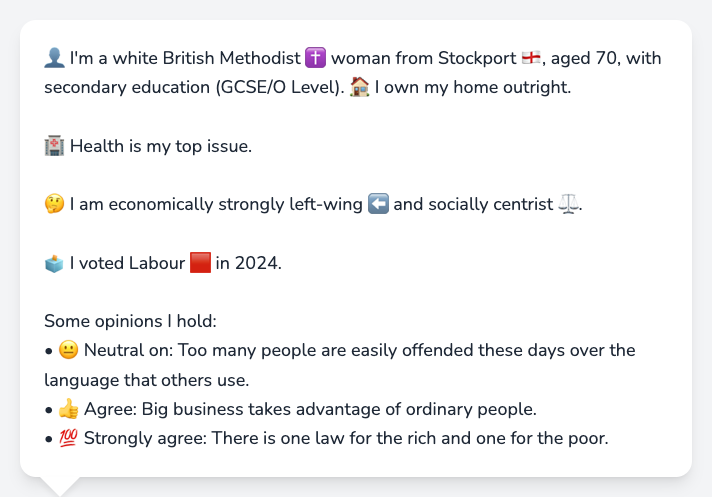 👤 I'm a white British Methodist ✝️ woman from Stockport 🏴󠁧󠁢󠁥󠁮󠁧󠁿, aged 70, with
secondary education (GCSE/O Level). 🏠 I own my home outright.
🏥 Health is my top issue.
🤔 I am economically strongly left-wing ⬅️ and socially centrist ⚖️.
🗳️ I voted Labour 🟥 in 2024.
Some opinions I hold:
• 😐 Neutral on: Too many people are easily offended these days over the
language that others use.
• 👍 Agree: Big business takes advantage of ordinary people.
• 💯 Strongly agree: There is one law for the rich and one for the poor.